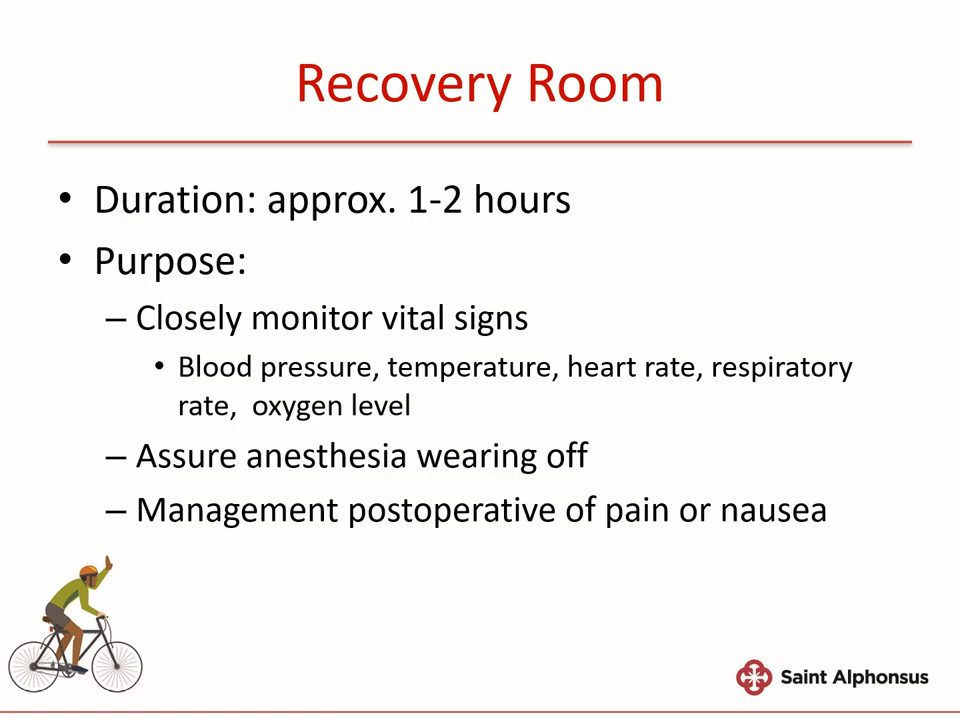 Recovery Room
• Duration: approx. 1-2 hours
• Purpose:
– Closely monitor vital signs
• Blood pressure, temperature, heart rate, respiratory
rate,  oxygen level
– Assure anesthesia wearing off
– Management postoperative of pain or nausea
Saint Alphonsus